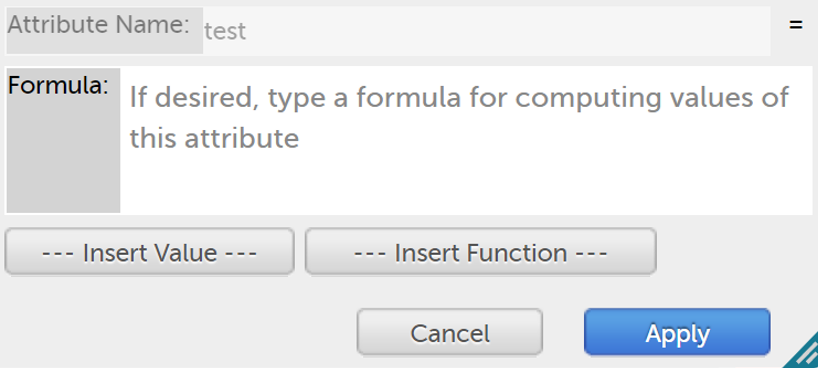 Attribute Name: test =
Formula: If desired, type a formula for computing values of
this attribute
--- Insert Value --- --- Insert Function ---
Cancel Apply